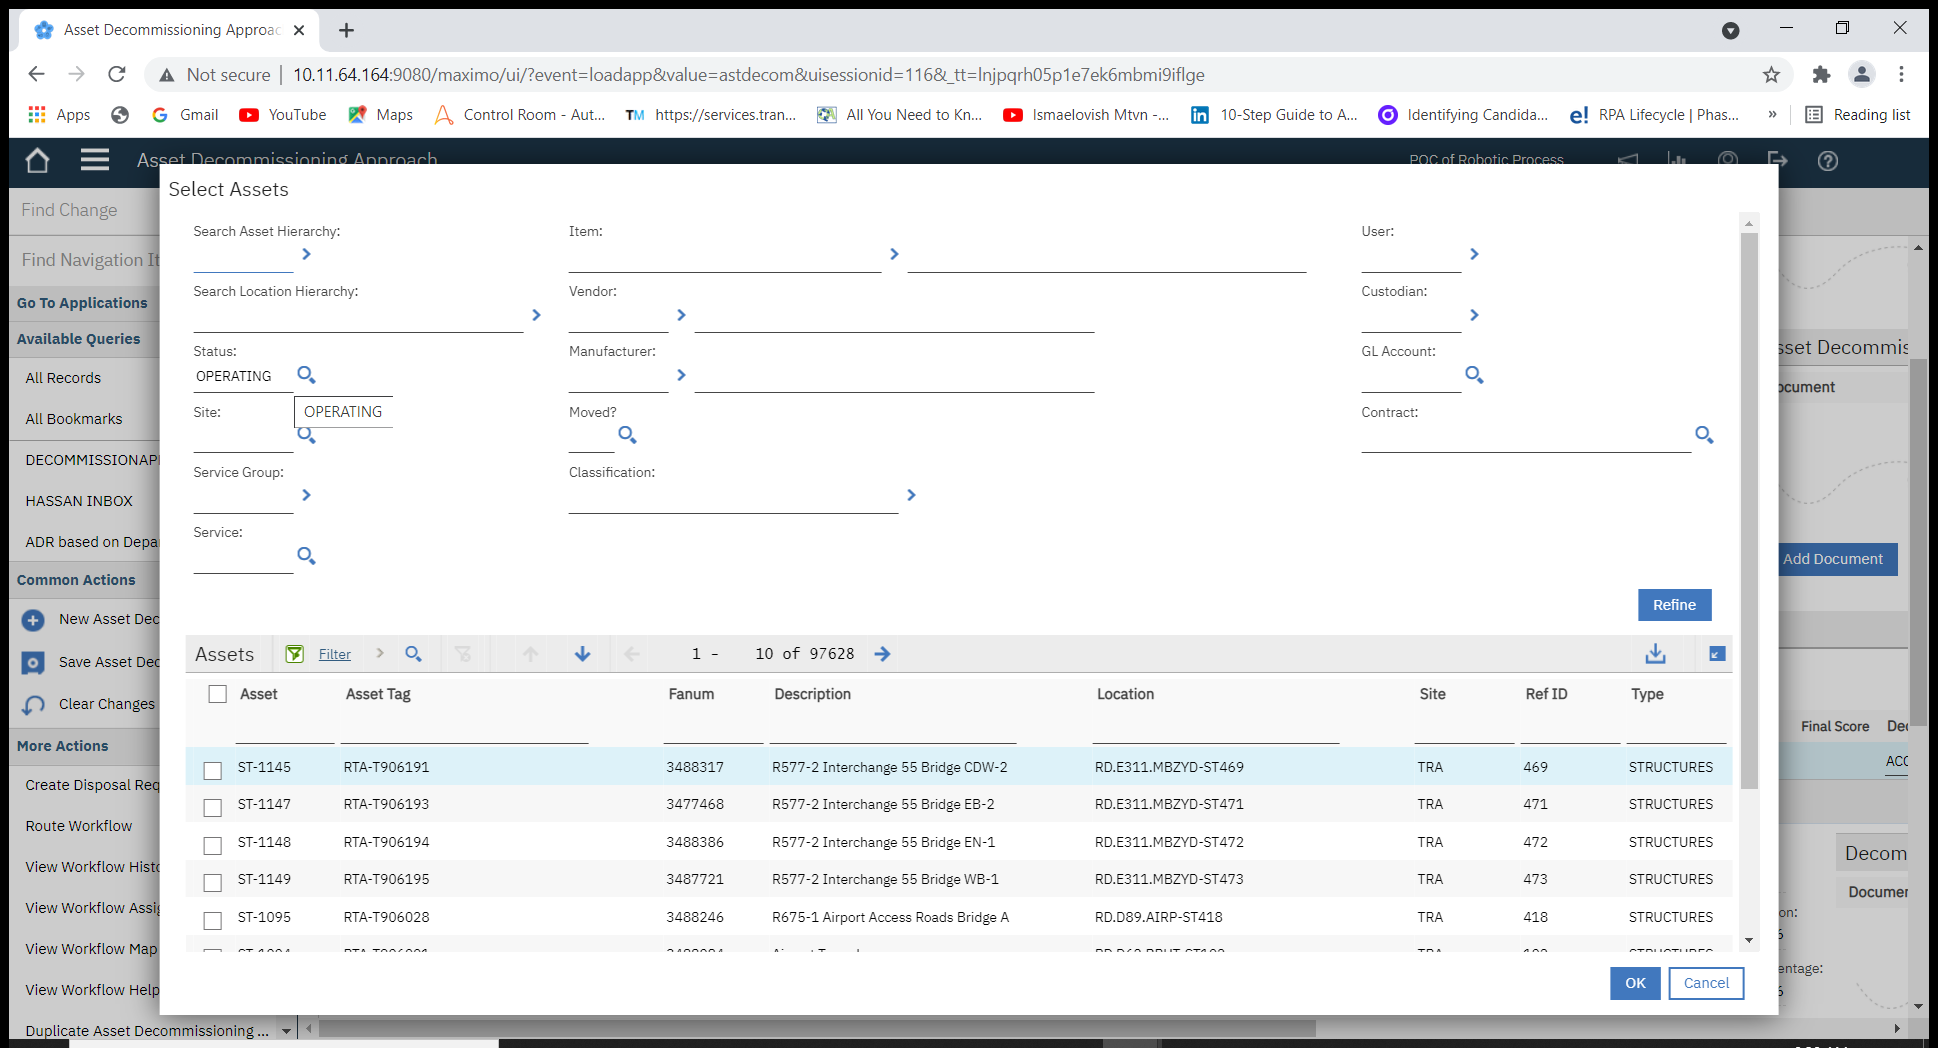 Asset Decommissioning Approac
Not secure | 10.11.64.164:9080/maximo/ui/?event=loadapp&value=astdecom&uisessionid=116&_tt=lnjpqrh05p1e7ek6mbmi9iflge
Apps Gmail YouTube Maps Control Room - Aut... https://services.tran... All You Need to Kn... Ismaelovish Mtvn -... 10-Step Guide to A... Identifying Candida... RPA Lifecycle | Phas... » Reading list
Asset Decommissioning Approach POC of Robotic Process
Select Assets
Find Change
Find Navigation It
Go To Applications
Available Queries
All Records
All Bookmarks
DECOMMISSIONAP
HASSAN INBOX
ADR based on Depa
Common Actions
New Asset Dec
Save Asset Dec
Clear Changes
More Actions
Create Disposal Req
Route Workflow
View Workflow Histo
View Workflow Assig
View Workflow Map
View Workflow Help
Duplicate Asset Decommissioning ...
Search Asset Hierarchy: Item: User:
Search Location Hierarchy: Vendor: Custodian:
Status: Manufacturer: GL Account:
OPERATING
Site: OPERATING Moved? Contract:
Service Group: Classification:
Service:
Refine
Assets Filter 1 - 10 of 97628
Asset Asset Tag Fanum Description Location Site Ref ID Type
ST-1145 RTA-T906191 3488317 R577-2 Interchange 55 Bridge CDW-2 RD.E311.MBZYD-ST469 TRA 469 STRUCTURES
ST-1147 RTA-T906193 3477468 R577-2 Interchange 55 Bridge EB-2 RD.E311.MBZYD-ST471 TRA 471 STRUCTURES
ST-1148 RTA-T906194 3488386 R577-2 Interchange 55 Bridge EN-1 RD.E311.MBZYD-ST472 TRA 472 STRUCTURES
ST-1149 RTA-T906195 3487721 R577-2 Interchange 55 Bridge WB-1 RD.E311.MBZYD-ST473 TRA 473 STRUCTURES
ST-1095 RTA-T906028 3488246 R675-1 Airport Access Roads Bridge A RD.D89.AIRP-ST418 TRA 418 STRUCTURES
OK Cancel
sset Decommis
ocument
Add Document
Final Score Dec
ACC
Decom
Documen
on:
6
entage:
6